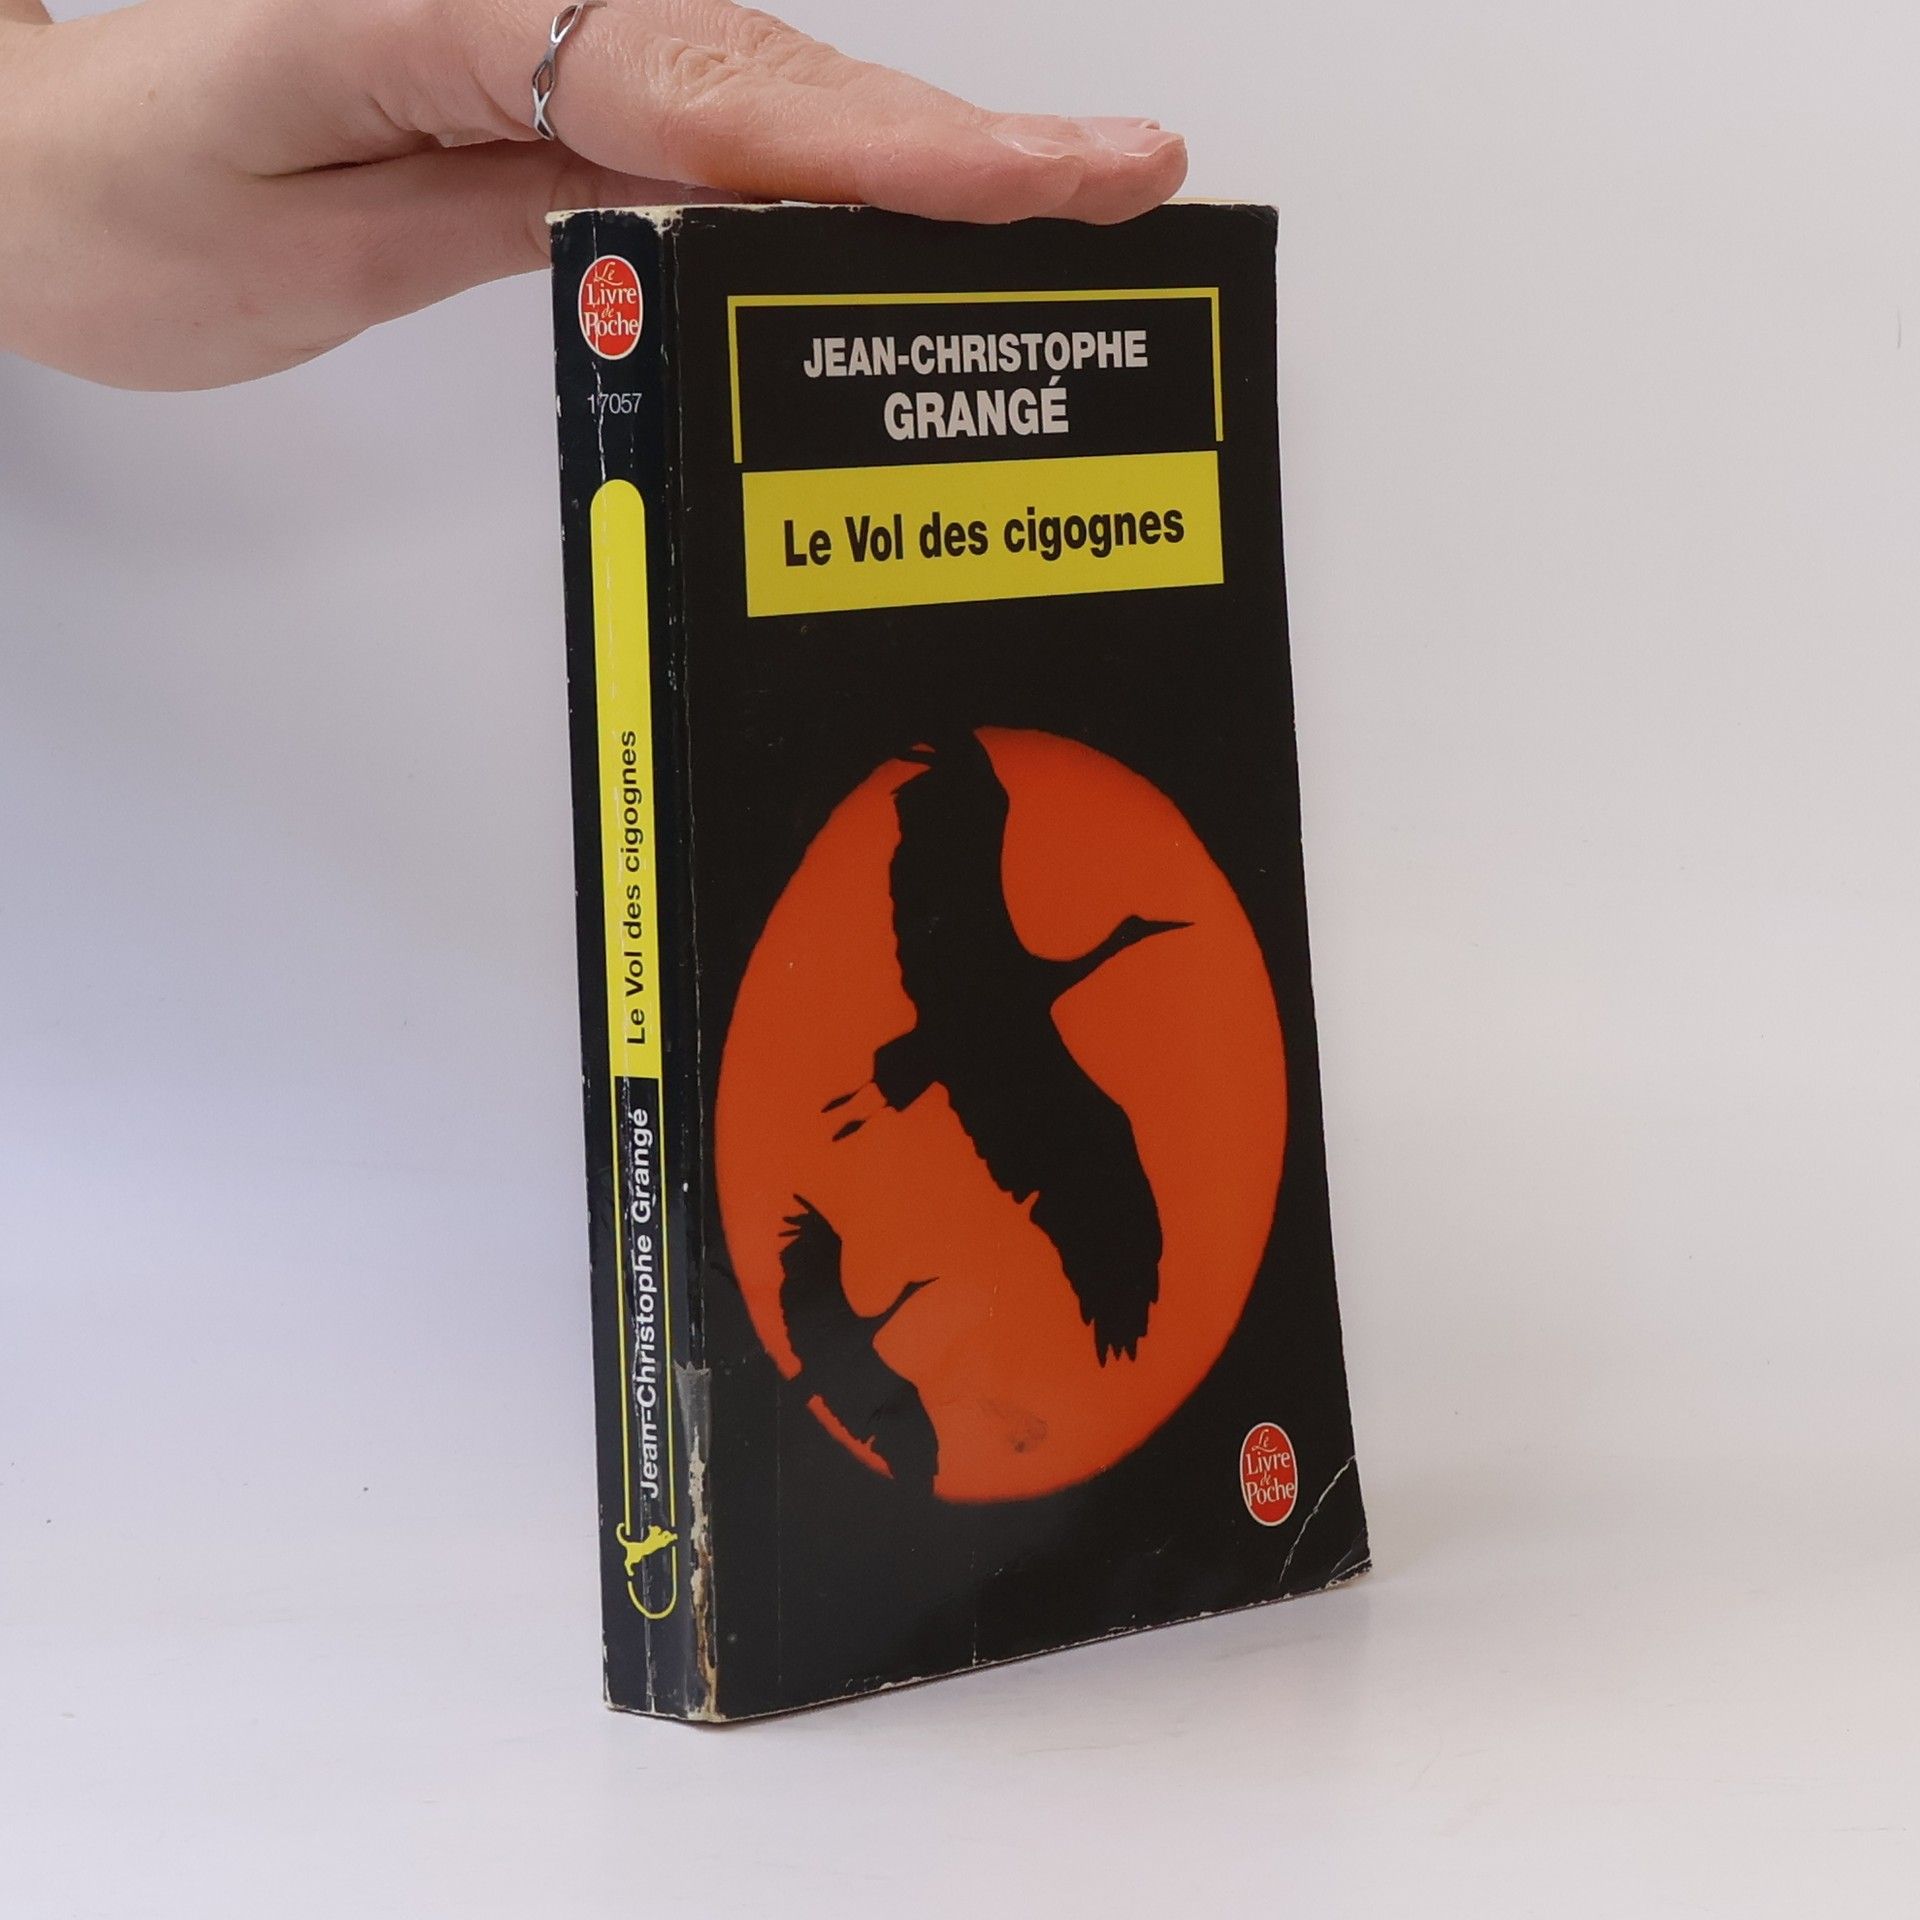 Le
Livre
de
Poche
17057
Le Vol des cigognes
Jean-Christophe Grangé
JEAN-CHRISTOPHE
GRANGÉ
Le Vol des cigognes
Le
Livre
de
Poche